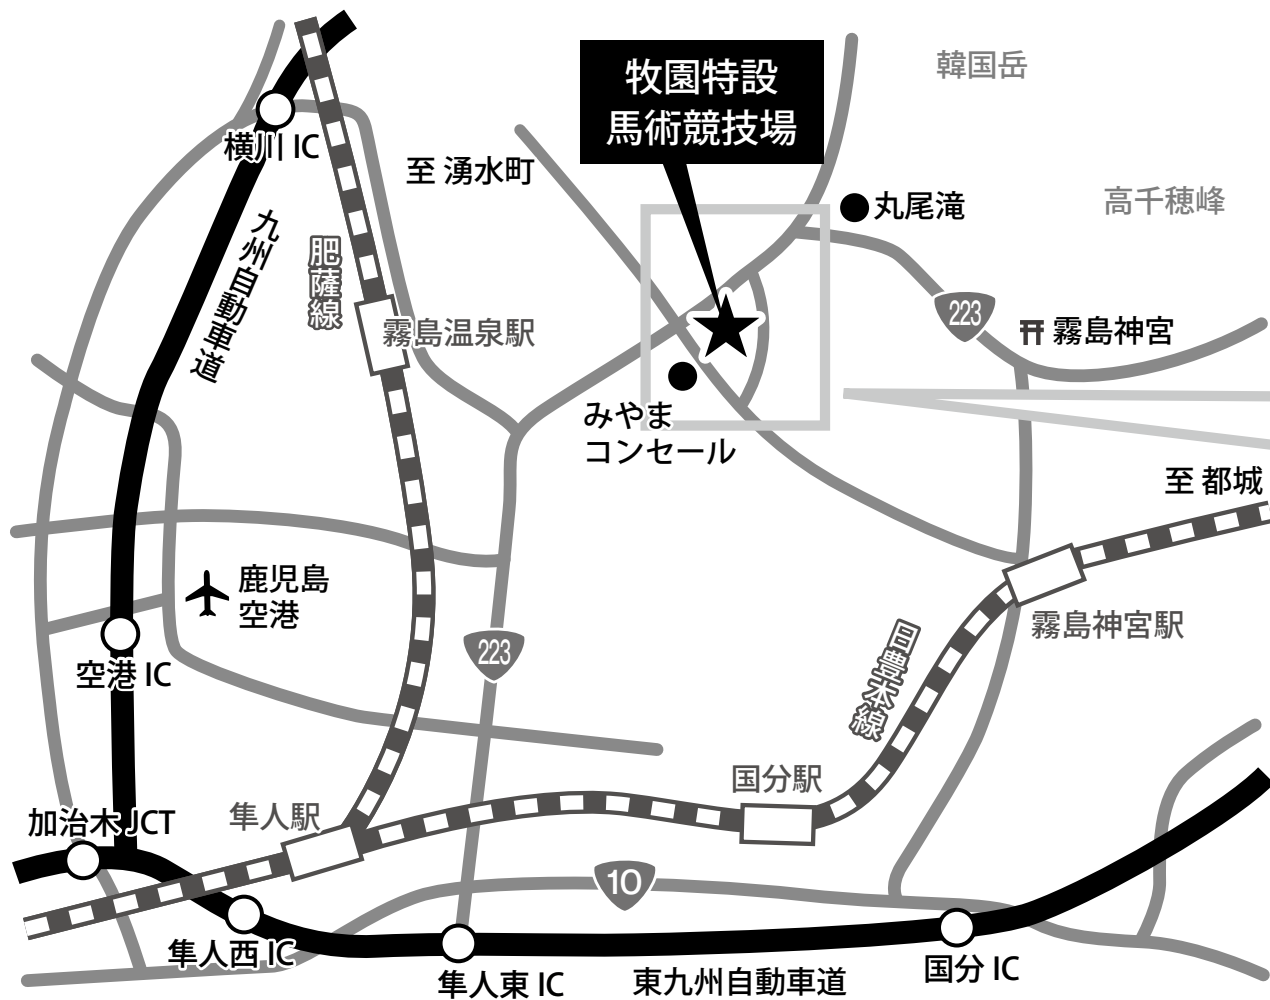 牧園特設
馬術競技場
韓国岳
高千穂峰
横川 IC
至 湧水町
丸尾滝
九州自動車道
肥薩線
霧島温泉駅
223
霧島神宮
みやま
コンセール
至 都城
鹿児島
空港
223
霧島神宮駅
空港 IC
日豊本線
国分駅
加治木 JCT
隼人駅
10
隼人西 IC
隼人東 IC
東九州自動車道
国分 IC